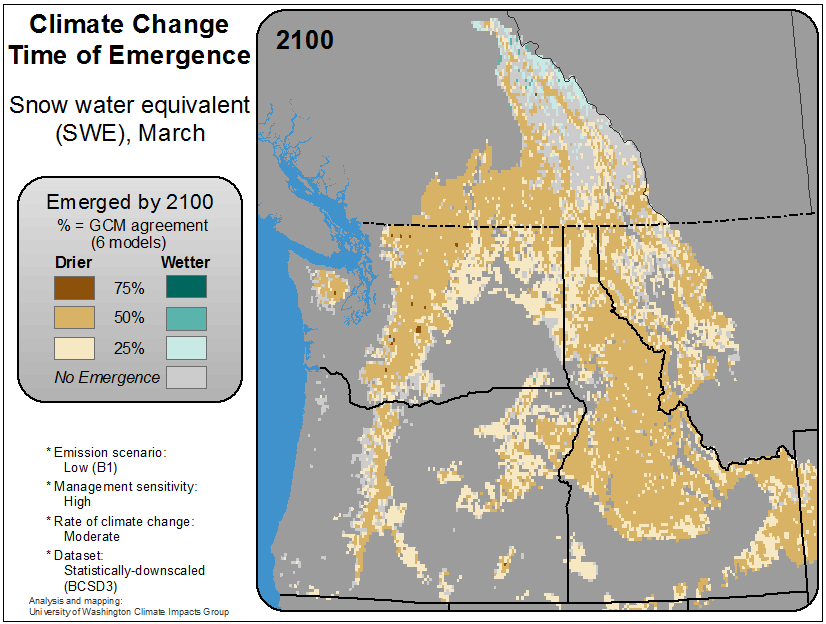 Climate Change
Time of Emergence
Snow water equivalent
(SWE), March
Emerged by 2100
% = GCM agreement
(6 models)
Drier Wetter
75%
50%
25%
No Emergence
* Emission scenario:
Low (B1)
* Management sensitivity:
High
* Rate of climate change:
Moderate
* Dataset:
Statistically-downscaled
(BCSD3)
Analysis and mapping:
University of Washington Climate Impacts Group
2100